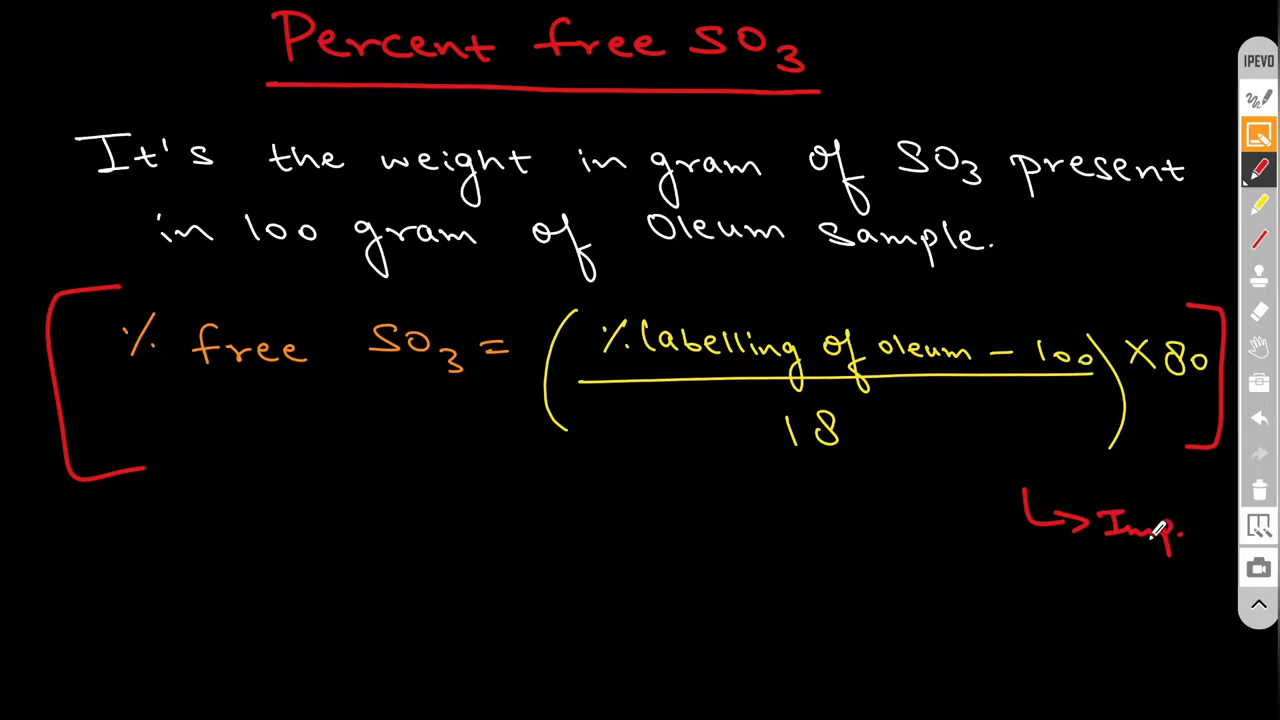 Percent free SO3
It's the weight in gram of SO3 present
in 100 gram of Oleum sample.
% free SO3 = (% labelling of oleum - 100 / 18) × 80
↳ Imp.
IPEVO